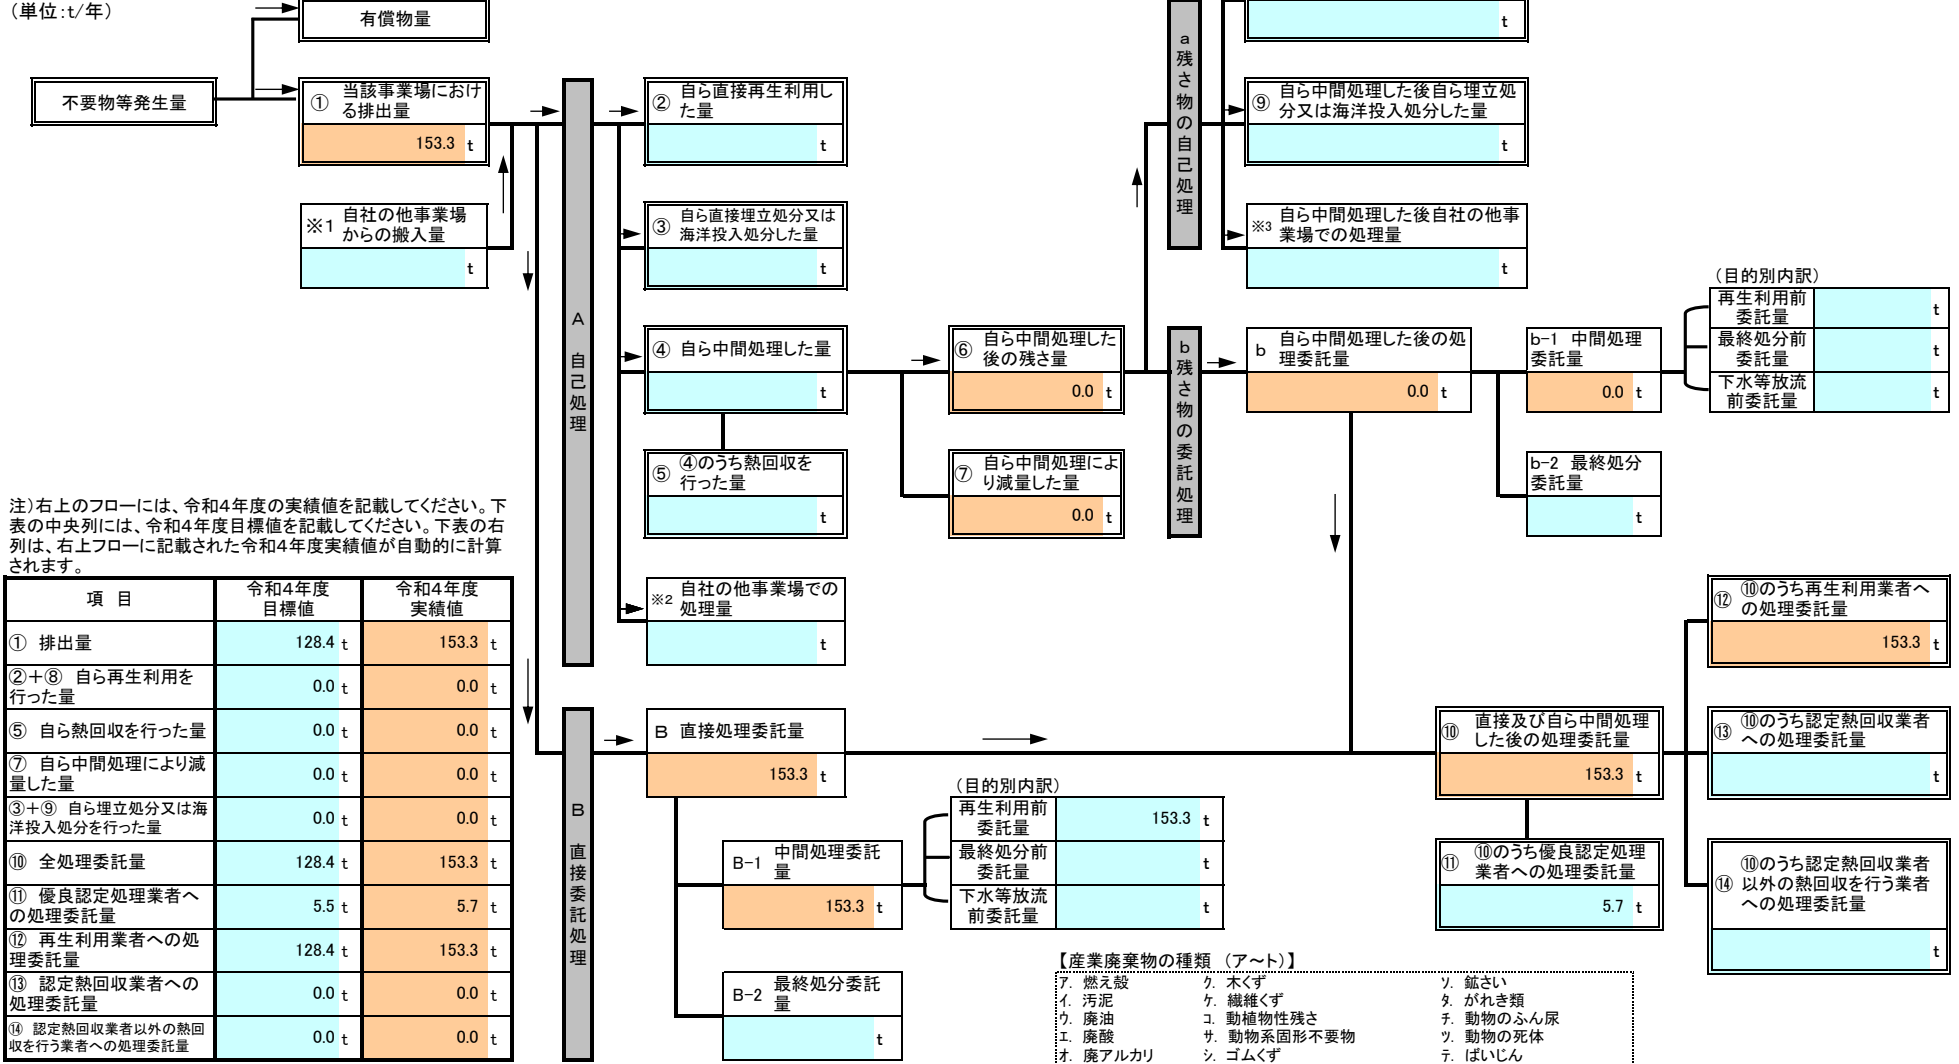 （単位：t/年）
有償物量
不要物等発生量
① 当該事業場におけ
る排出量
153.3 t
※1 自社の他事業場
からの搬入量
t
A 自己処理
② 自ら直接再生利用し
た量
t
③ 自ら直接埋立処分又は
海洋投入処分した量
t
④ 自ら中間処理した量
t
⑤ ④のうち熱回収を
行った量
t
※2 自社の他事業場での
処理量
t
⑥ 自ら中間処理した
後の残さ量
0.0 t
⑦ 自ら中間処理によ
り減量した量
0.0 t
a残さ物の自己処理
t
⑨ 自ら中間処理した後自ら埋立処
分又は海洋投入処分した量
t
※3 自ら中間処理した後自社の他事
業場での処理量
t
b残さ物の委託処理
b 自ら中間処理した後の処
理委託量
0.0 t
b-1 中間処理
委託量
0.0 t
（目的別内訳）
再生利用前
委託量
t
最終処分前
委託量
t
下水等放流
前委託量
t
b-2 最終処分
委託量
t
注）右上のフローには、令和4年度の実績値を記載してください。下
表の中央列には、令和4年度目標値を記載してください。下表の右
列は、右上フローに記載された令和4年度実績値が自動的に計算
されます。
項 目
令和4年度
目標値
令和4年度
実績値
① 排出量 128.4 t 153.3 t
②＋⑧ 自ら再生利用を
行った量
0.0 t 0.0 t
⑤ 自ら熱回収を行った量 0.0 t 0.0 t
⑦ 自ら中間処理により減
量した量
0.0 t 0.0 t
③＋⑨ 自ら埋立処分又は海
洋投入処分を行った量
0.0 t 0.0 t
⑩ 全処理委託量 128.4 t 153.3 t
⑪ 優良認定処理業者へ
の処理委託量
5.5 t 5.7 t
⑫ 再生利用業者への処
理委託量
128.4 t 153.3 t
⑬ 認定熱回収業者への
処理委託量
0.0 t 0.0 t
⑭ 認定熱回収業者以外の熱回
収を行う業者への処理委託量
0.0 t 0.0 t
B 直接委託処理
B 直接処理委託量
153.3 t
B-1 中間処理委託
量
153.3 t
（目的別内訳）
再生利用前
委託量
153.3 t
最終処分前
委託量
t
下水等放流
前委託量
t
B-2 最終処分委託
量
t
⑩ 直接及び自ら中間処理
した後の処理委託量
153.3 t
⑪ ⑩のうち優良認定処理
業者への処理委託量
5.7 t
⑫ ⑩のうち再生利用業者へ
の処理委託量
153.3 t
⑬ ⑩のうち認定熱回収業者
への処理委託量
t
⑭ ⑩のうち認定熱回収業者
以外の熱回収を行う業者
への処理委託量
t
【産業廃棄物の種類 （ア～ト）】
ア. 燃え殻 ク. 木くず ソ. 鉱さい
イ. 汚泥 ケ. 繊維くず タ. がれき類
ウ. 廃油 コ. 動植物性残さ チ. 動物のふん尿
エ. 廃酸 サ. 動物系固形不要物 ツ. 動物の死体
オ. 廃アルカリ シ. ゴムくず テ. ばいじん